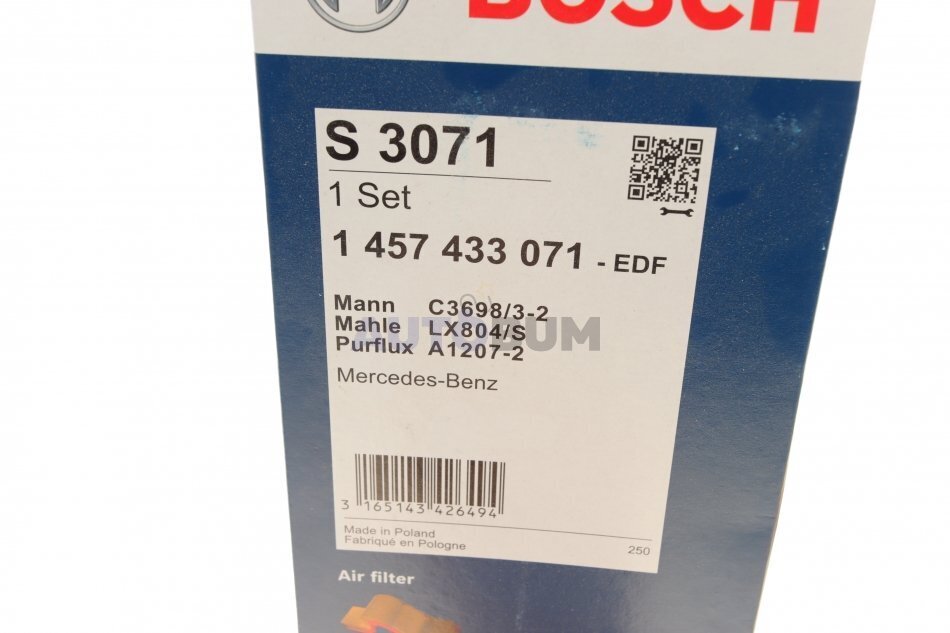 BOSCH
S 3071
1 Set
1 457 433 071 - EDF
Mann C3698/3-2
Mahle LX804/S
Purflux A1207-2
AUTODUM
Mercedes-Benz
3 165143 426494
Made in Poland
Fabriqué en Pologne
250
Air filter